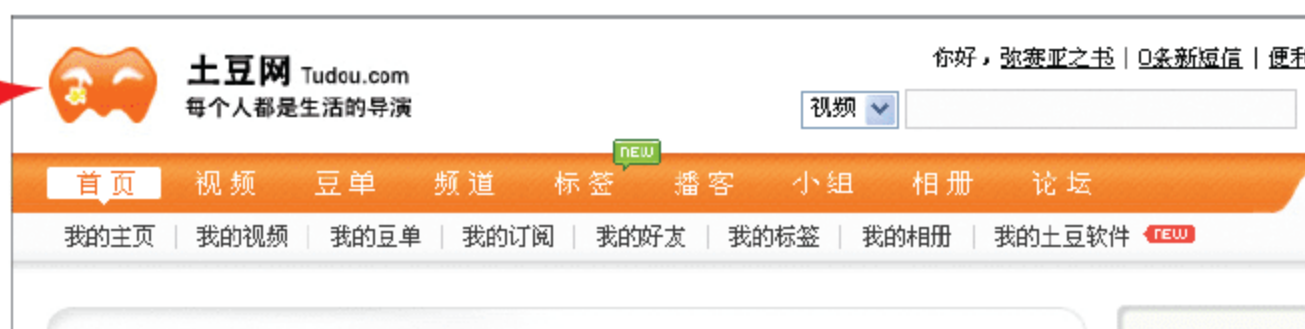 土豆网 Tudou.com
每个人都是生活的导演
你好，弥赛亚之书 | 0条新短信 | 便利
视频
NEW
首页 视频 豆单 频道 标签 播客 小组 相册 论坛
我的主页 | 我的视频 | 我的豆单 | 我的订阅 | 我的好友 | 我的标签 | 我的相册 | 我的土豆软件 NEW